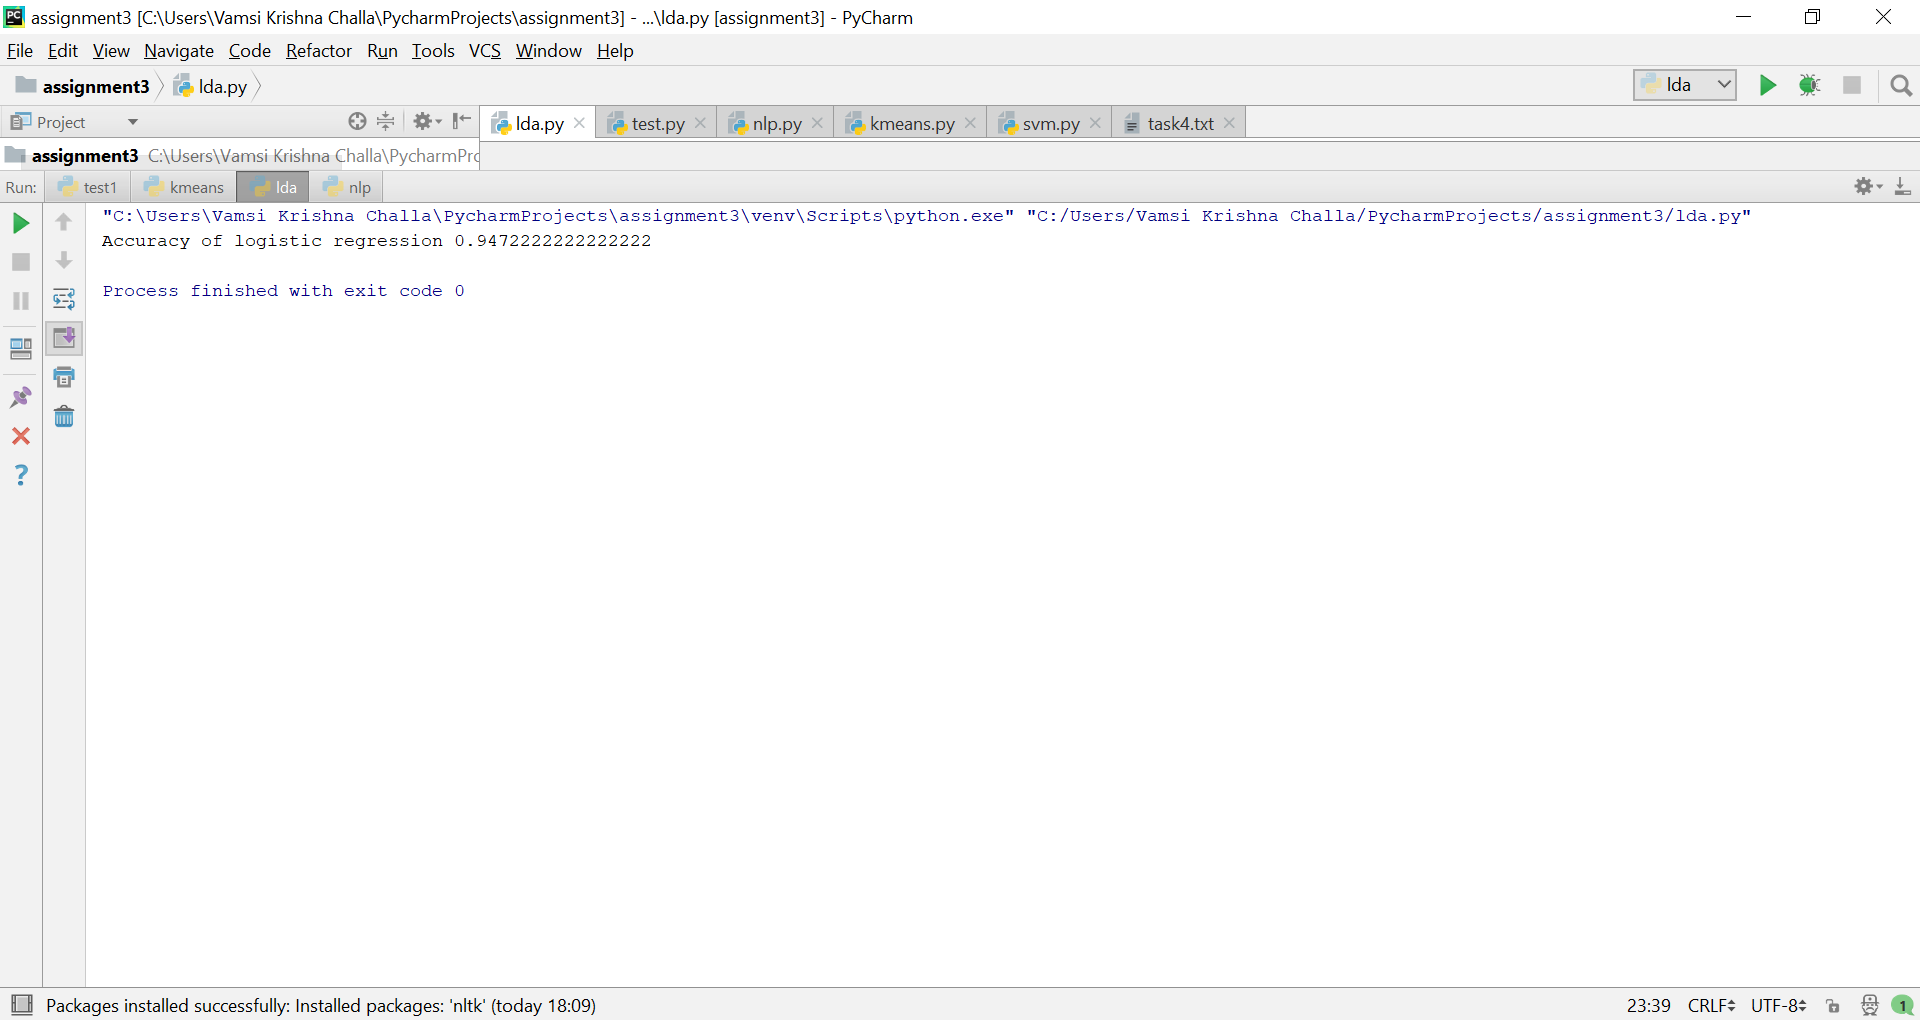 PC assignment3 [C:\Users\Vamsi Krishna Challa\PycharmProjects\assignment3] - ...\lda.py [assignment3] - PyCharm
File Edit View Navigate Code Refactor Run Tools VCS Window Help
assignment3 lda.py lda
Project lda.py test.py nlp.py kmeans.py svm.py task4.txt
assignment3 C:\Users\Vamsi Krishna Challa\PycharmPrc
Run: test1 kmeans lda nlp
"C:\Users\Vamsi Krishna Challa\PycharmProjects\assignment3\venv\Scripts\python.exe" "C:/Users/Vamsi Krishna Challa/PycharmProjects/assignment3/lda.py"
Accuracy of logistic regression 0.9472222222222222
Process finished with exit code 0
Packages installed successfully: Installed packages: 'nltk' (today 18:09) 23:39 CRLF UTF-8 1